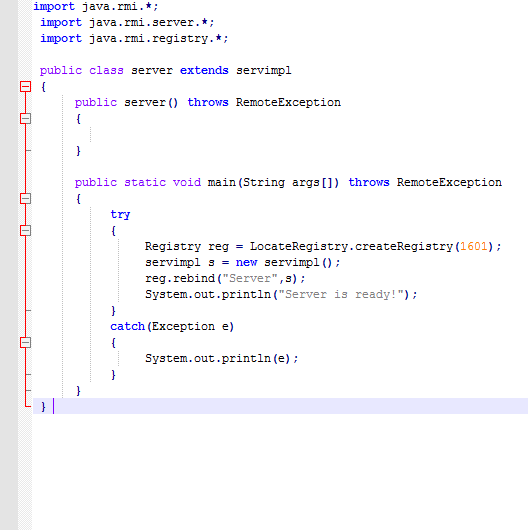 import java.rmi.*;
import java.rmi.server.*;
import java.rmi.registry.*;
public class server extends servimpl
{
public server() throws RemoteException
{
}
public static void main(String args[]) throws RemoteException
{
try
{
Registry reg = LocateRegistry.createRegistry(1601);
servimpl s = new servimpl();
reg.rebind("Server",s);
System.out.println("Server is ready!");
}
catch(Exception e)
{
System.out.println(e);
}
}
}